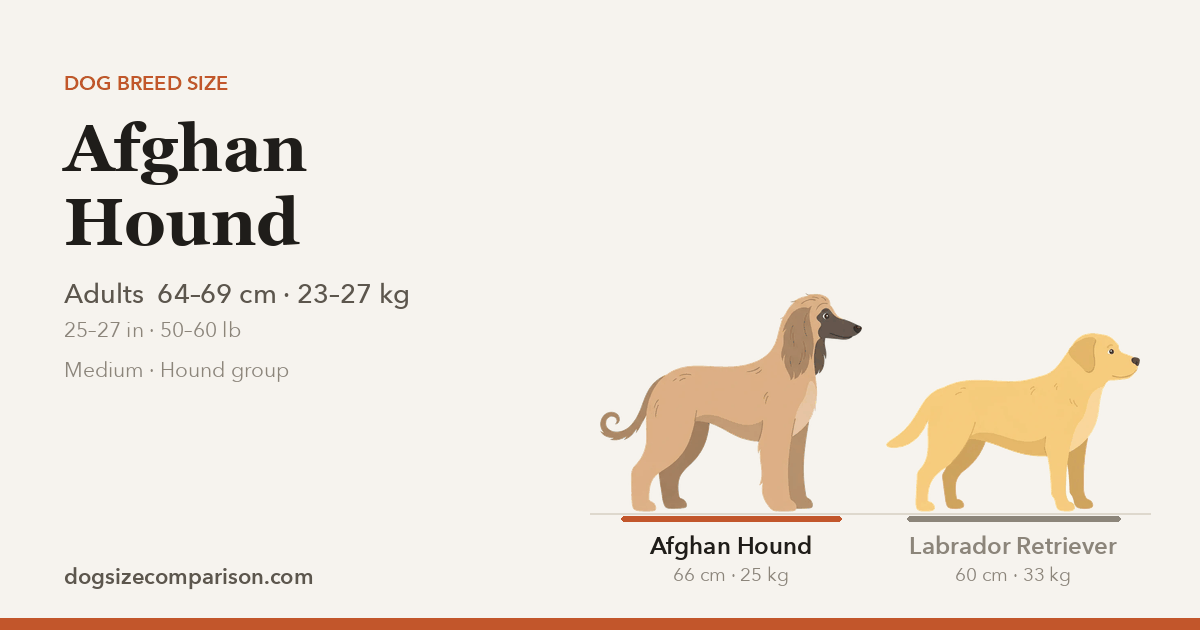 DOG BREED SIZE
Afghan
Hound
Adults 64–69 cm · 23–27 kg
25–27 in · 50–60 lb
Medium · Hound group
Afghan Hound
66 cm · 25 kg
Labrador Retriever
60 cm · 33 kg
dogsizecomparison.com